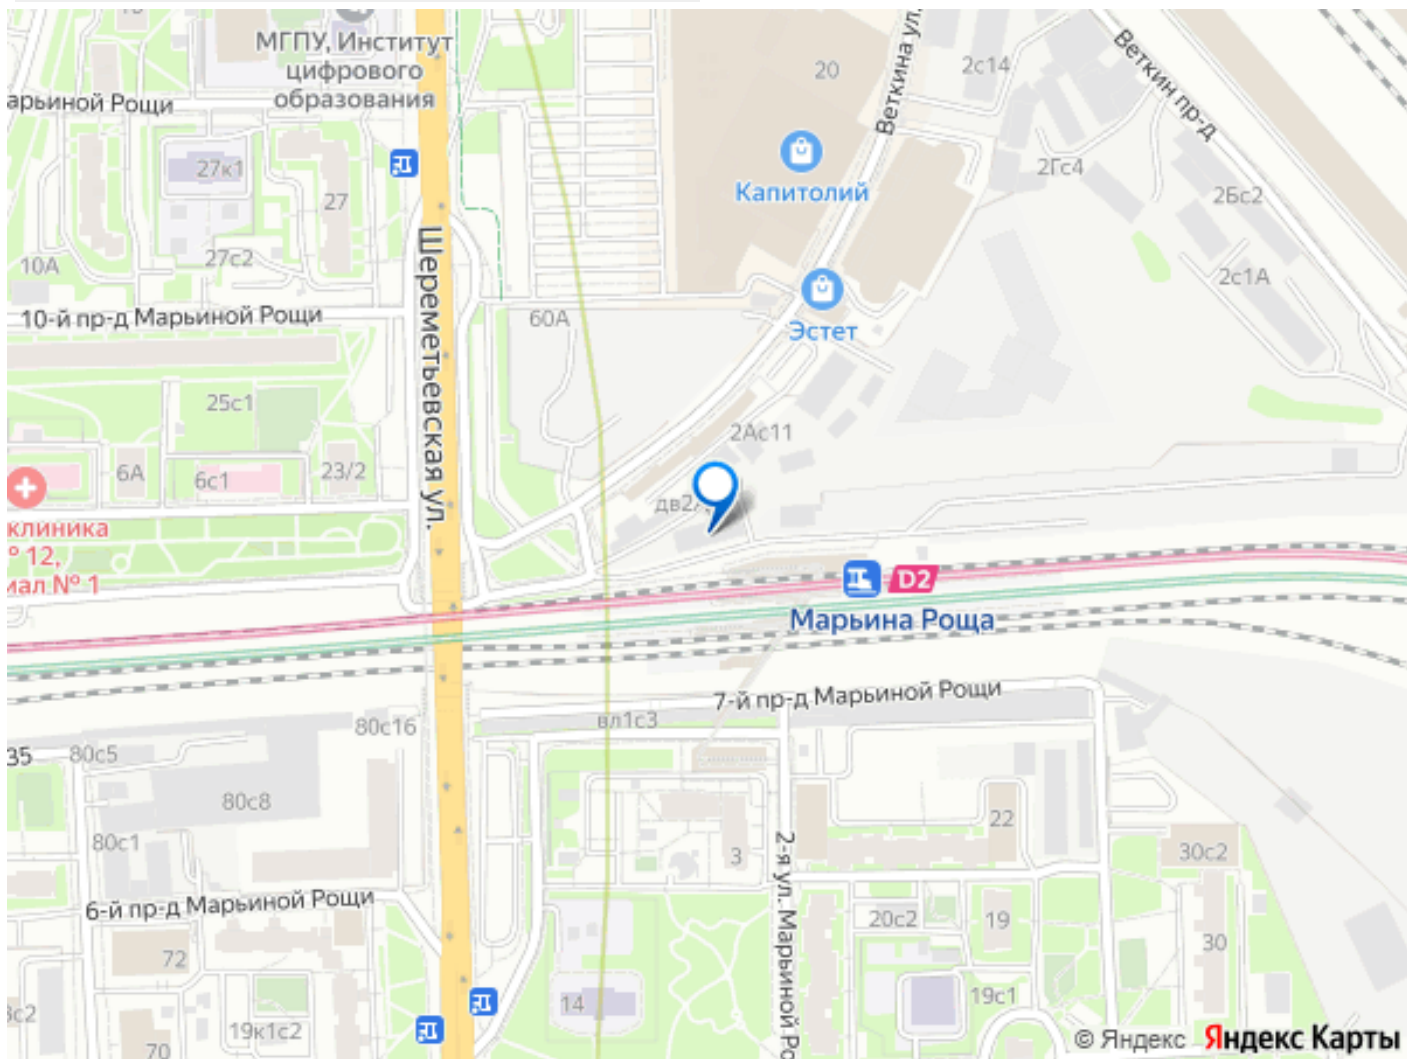 МГПУ, Институт
цифрового
образования
20
2с14
Веткина ул.
Веткин пр-д
арьиной Рощи
27к1
27
Капитолий
2Гс4
2Бс2
10А
27с2
2с1А
10-й пр-д Марьиной Рощи
60А
Эстет
Шереметьевская ул.
25с1
2Ас11
6А
6с1
23/2
дв2
клиника
№ 12,
иал № 1
D2
Марьина Роща
7-й пр-д Марьиной Рощи
вл1с3
80с16
35
80с5
80с8
80с1
3
22
2-я ул. Марьиной Ро
30с2
6-й пр-д Марьиной Рощи
20с2
19
30
72
14
19с1
19к1с2
70
© Яндекс Яндекс Карты